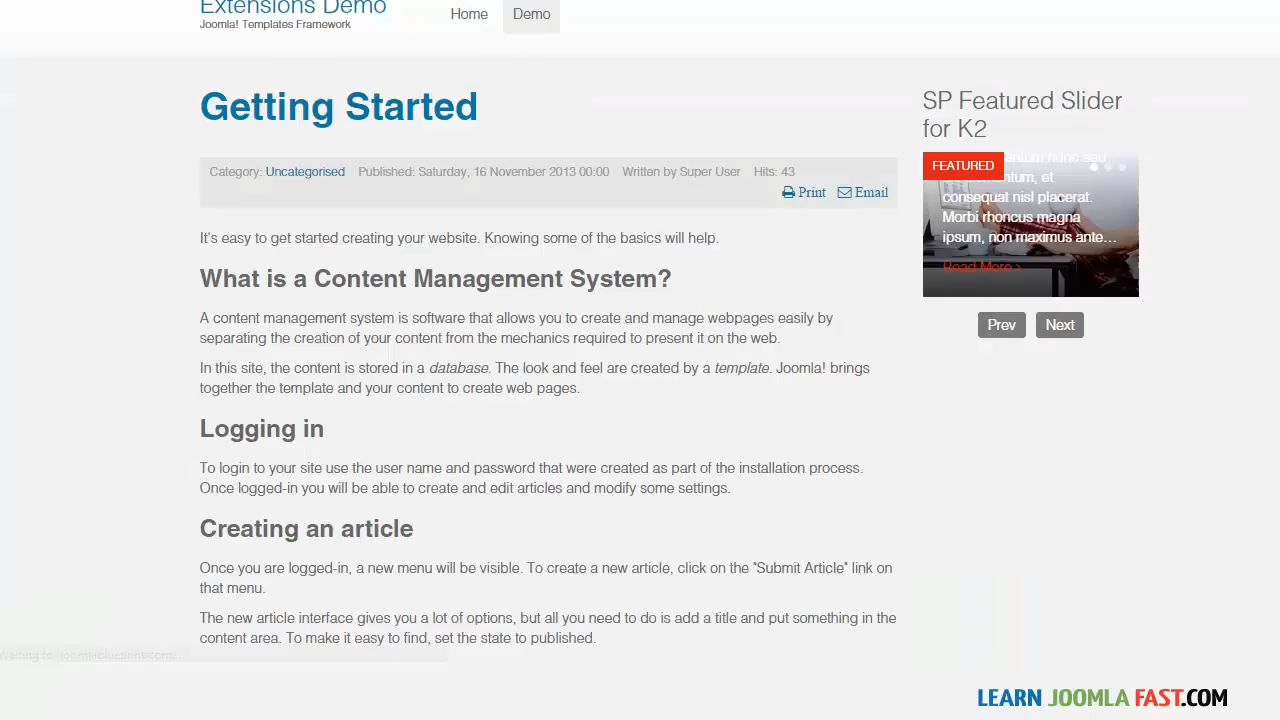 Extensions Demo
Joomla! Templates Framework
Home
Demo
Getting Started
Category: Uncategorised Published: Saturday, 16 November 2013 00:00 Written by Super User Hits: 43
Print Email
It's easy to get started creating your website. Knowing some of the basics will help.
What is a Content Management System?
A content management system is software that allows you to create and manage webpages easily by
separating the creation of your content from the mechanics required to present it on the web.
In this site, the content is stored in a database. The look and feel are created by a template. Joomla! brings
together the template and your content to create web pages.
Logging in
To login to your site use the user name and password that were created as part of the installation process.
Once logged-in you will be able to create and edit articles and modify some settings.
Creating an article
Once you are logged-in, a new menu will be visible. To create a new article, click on the "Submit Article" link on
that menu.
The new article interface gives you a lot of options, but all you need to do is add a title and put something in the
content area. To make it easy to find, set the state to published.
SP Featured Slider
for K2
FEATURED
nunc sed
et
consequat nisl placerat.
Morbi rhoncus magna
ipsum, non maximus ante...
Read More >
Prev
Next
LEARN JOOMLA FAST.COM